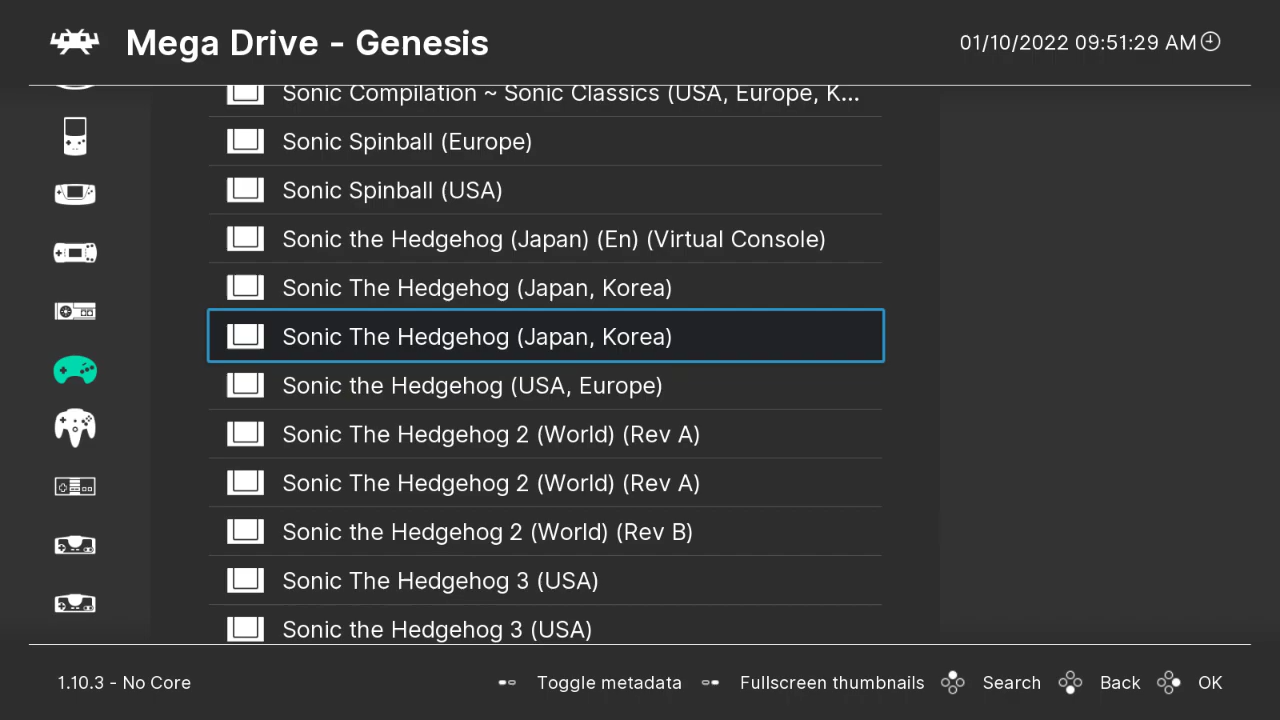 Mega Drive - Genesis
01/10/2022 09:51:29 AM
Sonic Compilation ~ Sonic Classics (USA, Europe, K...
Sonic Spinball (Europe)
Sonic Spinball (USA)
Sonic the Hedgehog (Japan) (En) (Virtual Console)
Sonic The Hedgehog (Japan, Korea)
Sonic The Hedgehog (Japan, Korea)
Sonic the Hedgehog (USA, Europe)
Sonic The Hedgehog 2 (World) (Rev A)
Sonic The Hedgehog 2 (World) (Rev A)
Sonic the Hedgehog 2 (World) (Rev B)
Sonic The Hedgehog 3 (USA)
Sonic the Hedgehog 3 (USA)
1.10.3 - No Core
Toggle metadata
Fullscreen thumbnails
Search
Back
OK